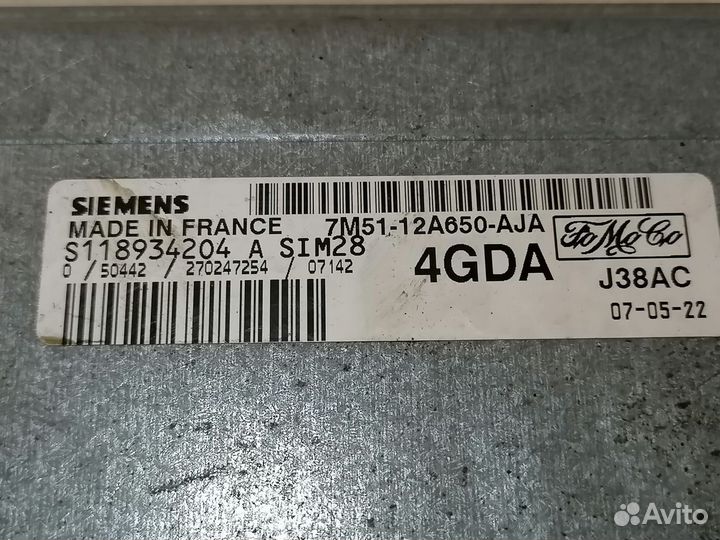 SIEMENS
MADE IN FRANCE 7M51-12A650-AJA
S118934204 A SIM28
0 / 50442 / 270247254 / 07142
4GDA
FoMoCo
J38AC
07-05-22
Avito